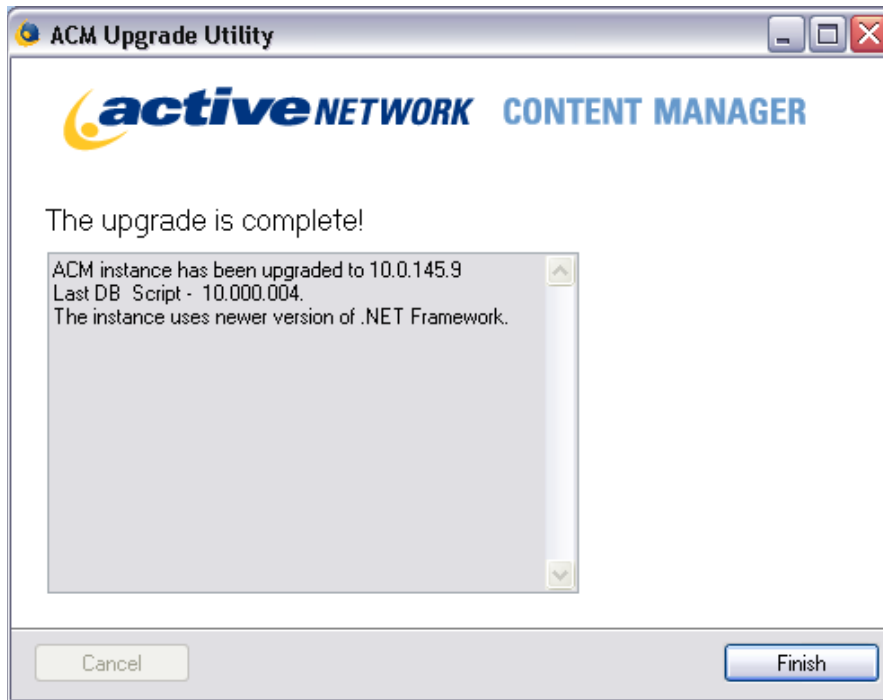 ACM Upgrade Utility
active NETWORK CONTENT MANAGER
The upgrade is complete!
ACM instance has been upgraded to 10.0.145.9
Last DB Script - 10.000.004.
The instance uses newer version of .NET Framework.
Cancel
Finish